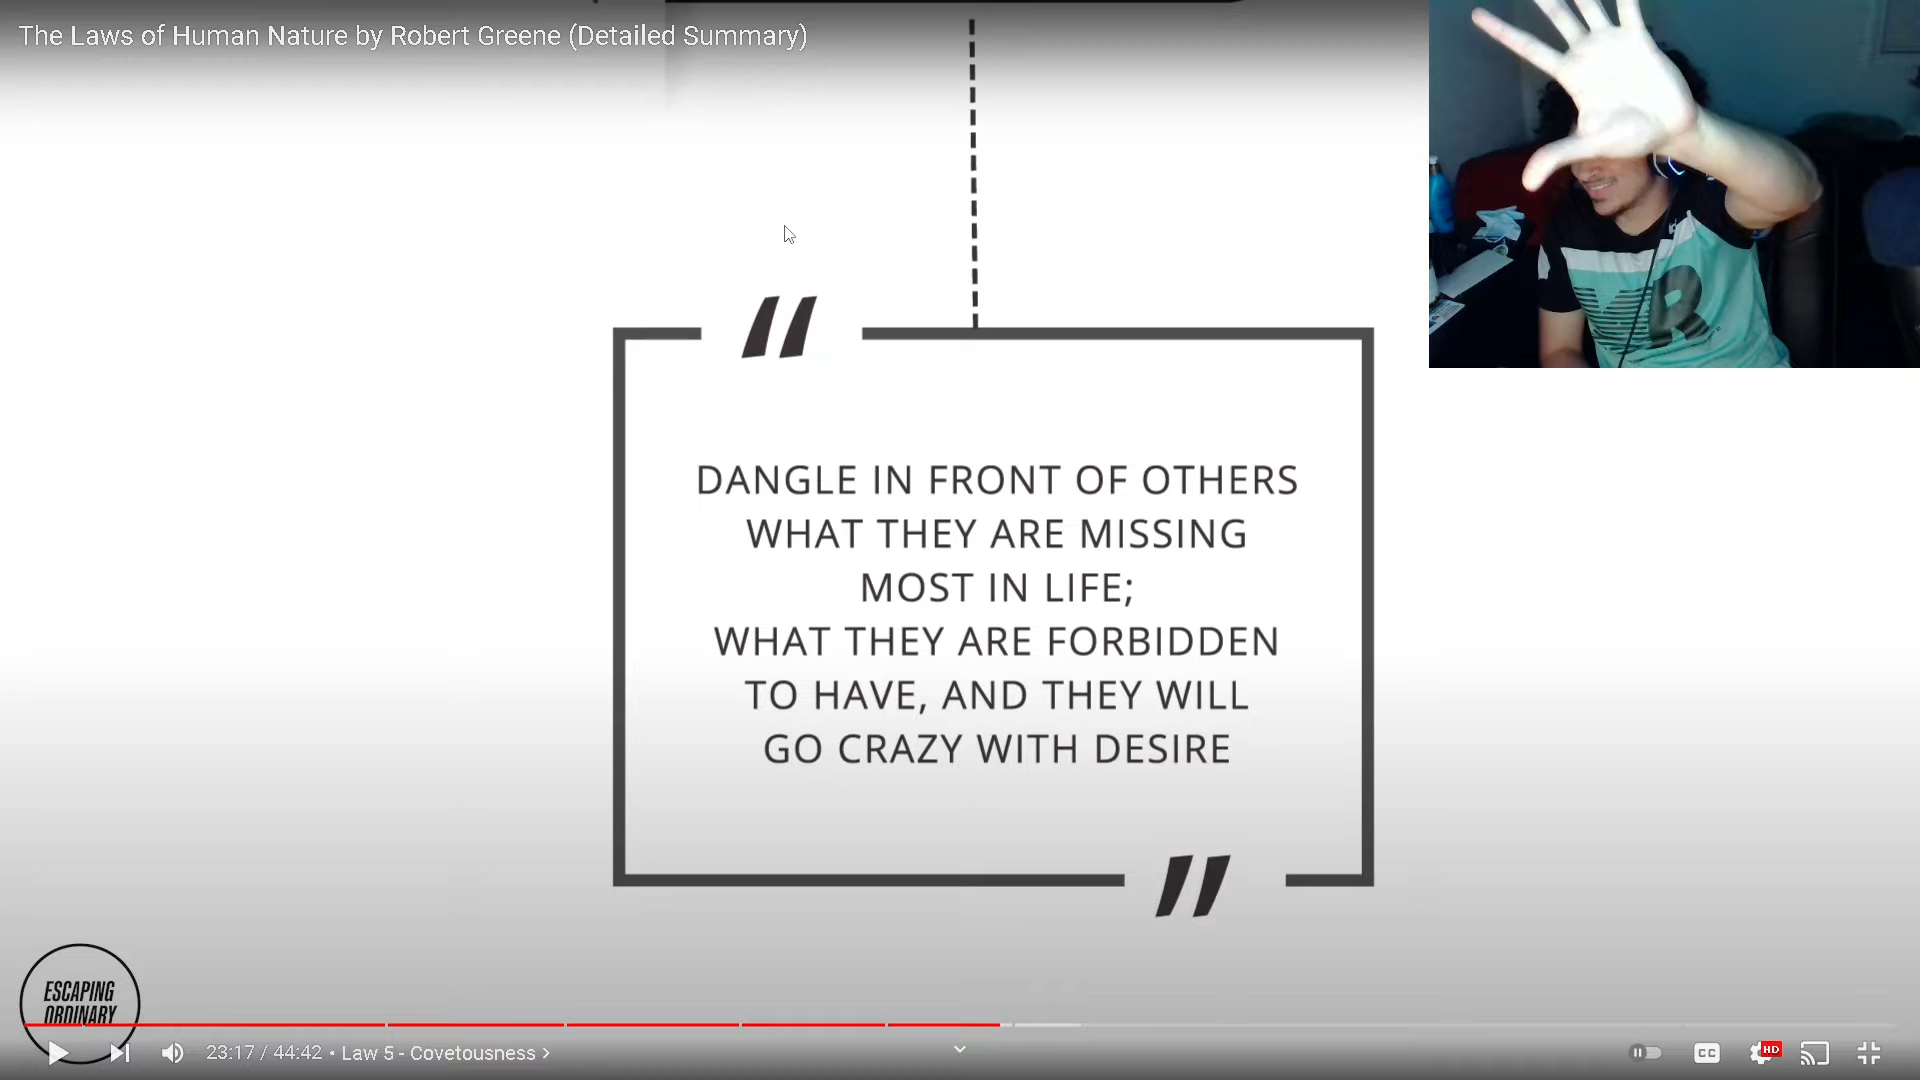 The Laws of Human Nature by Robert Greene (Detailed Summary)
“
DANGLE IN FRONT OF OTHERS
WHAT THEY ARE MISSING
MOST IN LIFE;
WHAT THEY ARE FORBIDDEN
TO HAVE, AND THEY WILL
GO CRAZY WITH DESIRE
”
ESCAPING
ORDINARY
23:17 / 44:42 • Law 5 - Covetousness >
CC
HD
R